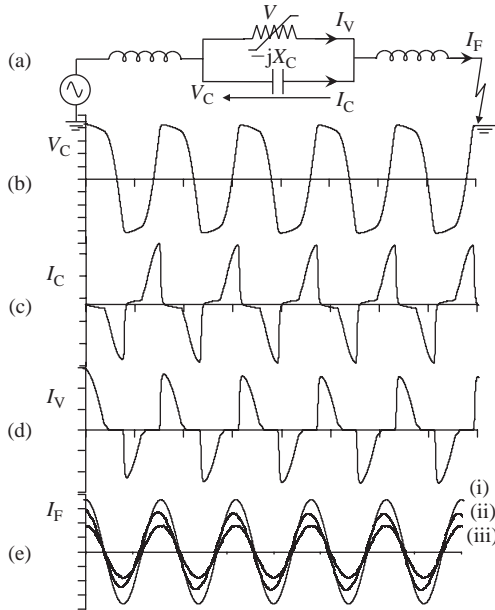 (a)
V
I_V
−jX_C
V_C
I_C
I_F
V_C
(b)
I_C
(c)
I_V
(d)
I_F
(i)
(ii)
(iii)
(e)